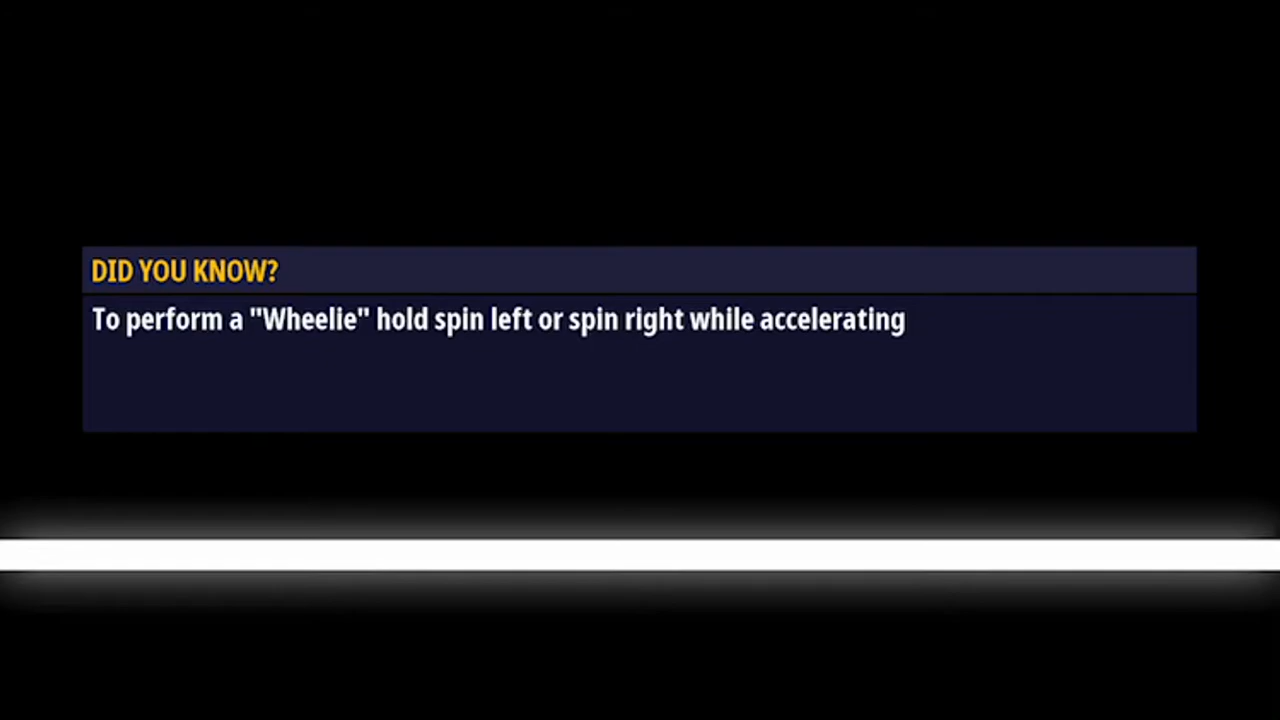 DID YOU KNOW?
To perform a "Wheelie" hold spin left or spin right while accelerating